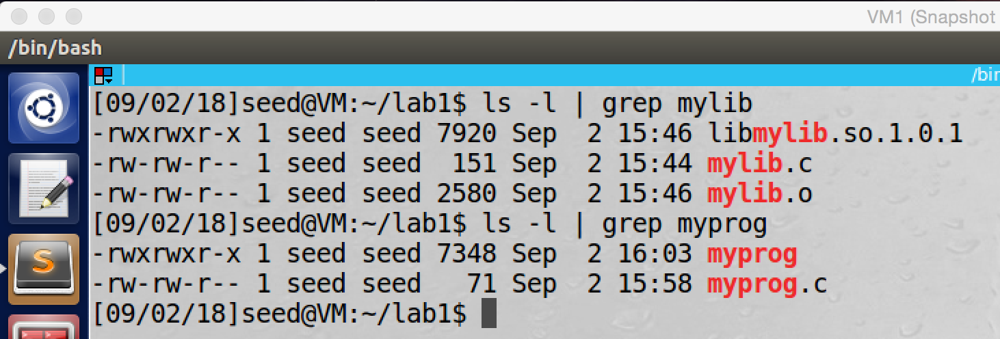 VM1 (Snapshot
/bin/bash
/bin
[09/02/18]seed@VM:~/lab1$ ls -l | grep mylib
-rwxrwxr-x 1 seed seed 7920 Sep  2 15:46 libmylib.so.1.0.1
-rw-rw-r-- 1 seed seed  151 Sep  2 15:44 mylib.c
-rw-rw-r-- 1 seed seed 2580 Sep  2 15:46 mylib.o
[09/02/18]seed@VM:~/lab1$ ls -l | grep myprog
-rwxrwxr-x 1 seed seed 7348 Sep  2 16:03 myprog
-rw-rw-r-- 1 seed seed   71 Sep  2 15:58 myprog.c
[09/02/18]seed@VM:~/lab1$